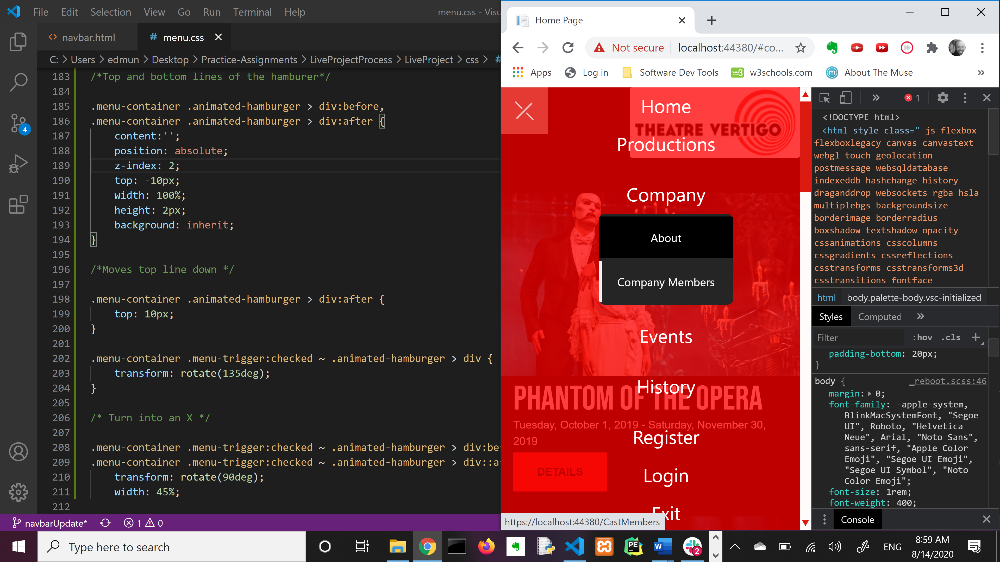 File Edit Selection View Go Run Terminal Help menu.css - Visu
navbar.html
# menu.css
C: > Users > edmun > Desktop > Practice-Assignments > LiveProjectProcess > LiveProject > css > #
183 /*Top and bottom lines of the hamburer*/
184
185 .menu-container .animated-hamburger > div:before,
186 .menu-container .animated-hamburger > div:after {
187 content:'';
188 position: absolute;
189 z-index: 2;
190 top: -10px;
191 width: 100%;
192 height: 2px;
193 background: inherit;
194 }
195
196 /*Moves top line down */
197
198 .menu-container .animated-hamburger > div:after {
199 top: 10px;
200 }
201
202 .menu-container .menu-trigger:checked ~ .animated-hamburger > div {
203 transform: rotate(135deg);
204 }
205
206 /* Turn into an X */
207
208 .menu-container .menu-trigger:checked ~ .animated-hamburger > div:be
209 .menu-container .menu-trigger:checked ~ .animated-hamburger > div::a
210 transform: rotate(90deg);
211 width: 45%;
212
4
navbarUpdate* 1 0
Home Page
Not secure localhost:44380/#co...
Apps Log in Software Dev Tools w3schools.com About The Muse »
Home
THEATRE VERTIGO
Productions
Company
About
Company Members
Events
History
PHANTOM OF THE OPERA
Tuesday, October 1, 2019 - Saturday, November 30,
2019
Register
DETAILS
Login
Exit
https://localhost:44380/CastMembers
» 1
<!DOCTYPE html>
<html style class=" js flexbox
flexboxlegacy canvas canvastext
webgl touch geolocation
postmessage websqldatabase
indexeddb hashchange history
draganddrop websockets rgba hsla
multiplebgs backgroundsize
borderimage borderradius
boxshadow textshadow opacity
cssanimations csscolumns
cssgradients cssreflections
csstransforms csstransforms3d
csstransitions fontface
html body.palette-body.vsc-initialized
Styles Computed »
Filter :hov .cls +
padding-bottom: 20px;
}
body { _reboot.scss:46
margin: 0;
font-family: -apple-system,
BlinkMacSystemFont, "Segoe
UI", Roboto, "Helvetica
Neue", Arial, "Noto Sans",
sans-serif, "Apple Color
Emoji", "Segoe UI Emoji",
"Segoe UI Symbol", "Noto
Color Emoji";
font-size: 1rem;
font-weight: 400;
Console
Type here to search
PE
W
2
ENG
8:59 AM
8/14/2020